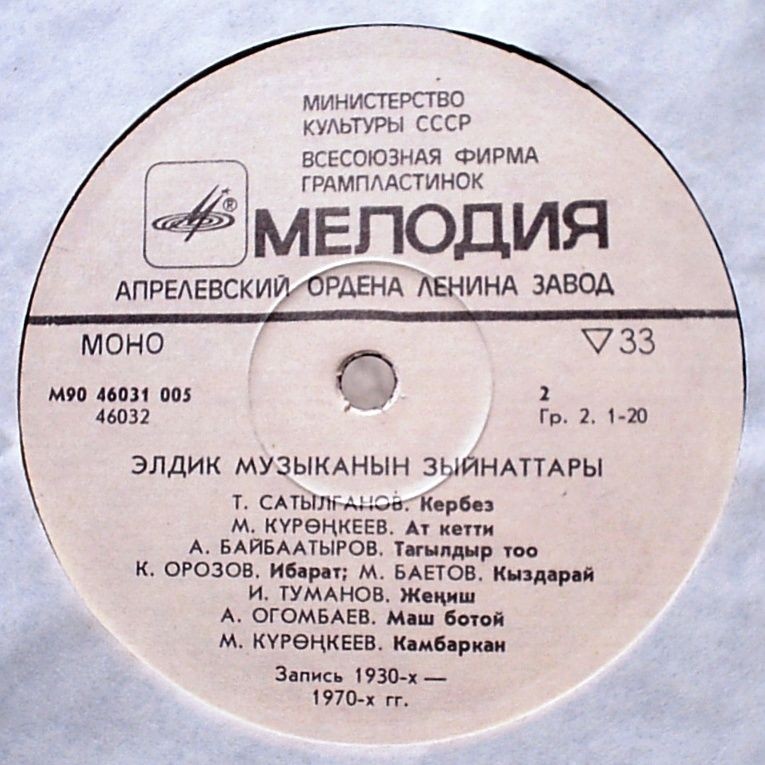 МИНИСТЕРСТВО
КУЛЬТУРЫ СССР
ВСЕСОЮЗНАЯ ФИРМА
ГРАМПЛАСТИНОК
®
МЕЛОДИЯ
АПРЕЛЕВСКИЙ ОРДЕНА ЛЕНИНА ЗАВОД
МОНО
▽33
М90 46031 005
46032
2
Гр. 2. 1-20
ЭЛДИК МУЗЫКАНЫН ЗЫЙНАТТАРЫ
Т. САТЫЛГАНОВ. Кербез
М. КҮРӨҢКЕЕВ. Ат кетти
А. БАЙБААТЫРОВ. Тагылдыр тоо
К. ОРОЗОВ. Ибарат; М. БАЕТОВ. Кыздарай
И. ТУМАНОВ. Жеңиш
А. ОГОМБАЕВ. Маш ботой
М. КҮРӨҢКЕЕВ. Камбаркан
Запись 1930-х —
1970-х гг.